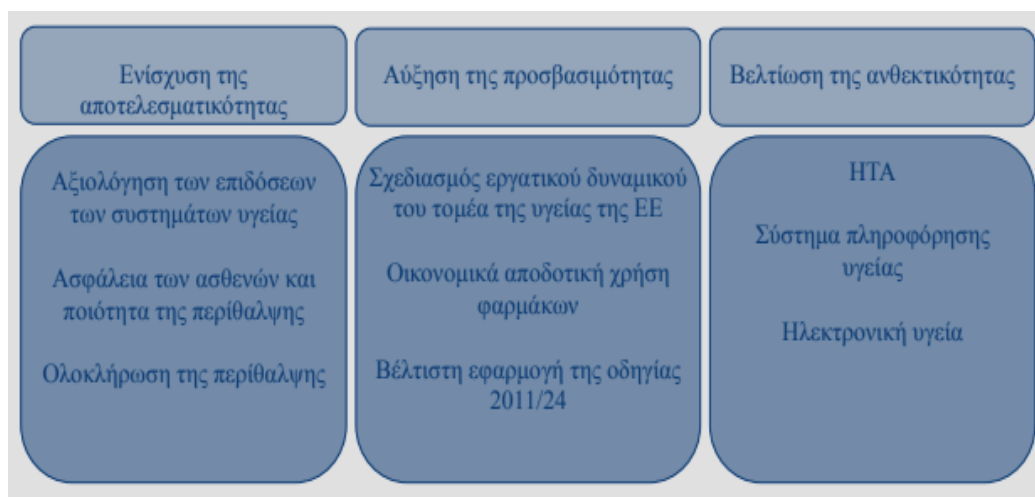 Ενίσχυση της
αποτελεσματικότητας
Αξιολόγηση των επιδόσεων
των συστημάτων υγείας
Ασφάλεια των ασθενών και
ποιότητα της περίθαλψης
Ολοκλήρωση της περίθαλψης
Αύξηση της προσβασιμότητας
Σχεδιασμός εργατικού δυναμικού
του τομέα της υγείας της ΕΕ
Οικονομικά αποδοτική χρήση
φαρμάκων
Βέλτιστη εφαρμογή της οδηγίας
2011/24
Βελτίωση της ανθεκτικότητας
HTA
Σύστημα πληροφόρησης
υγείας
Ηλεκτρονική υγεία